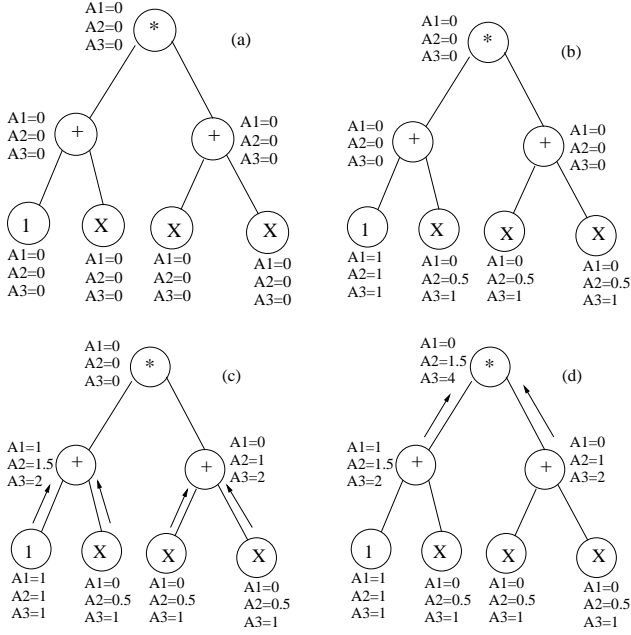 A1=0
A2=0
A3=0
*
(a)
A1=0
A2=0
A3=0
+
+
A1=0
A2=0
A3=0
1
X
X
X
A1=0
A2=0
A3=0
A1=0
A2=0
A3=0
A1=0
A2=0
A3=0
A1=0
A2=0
A3=0
A1=0
A2=0
A3=0
*
(b)
A1=0
A2=0
A3=0
+
+
A1=0
A2=0
A3=0
1
X
X
X
A1=1
A2=1
A3=1
A1=0
A2=0.5
A3=1
A1=0
A2=0.5
A3=1
A1=0
A2=0.5
A3=1
A1=0
A2=0
A3=0
*
(c)
A1=1
A2=1.5
A3=2
+
+
A1=0
A2=1
A3=2
1
X
X
X
A1=1
A2=1
A3=1
A1=0
A2=0.5
A3=1
A1=0
A2=0.5
A3=1
A1=0
A2=0.5
A3=1
A1=0
A2=1.5
A3=4
*
(d)
A1=1
A2=1.5
A3=2
+
+
A1=0
A2=1
A3=2
1
X
X
X
A1=1
A2=1
A3=1
A1=0
A2=0.5
A3=1
A1=0
A2=0.5
A3=1
A1=0
A2=0.5
A3=1